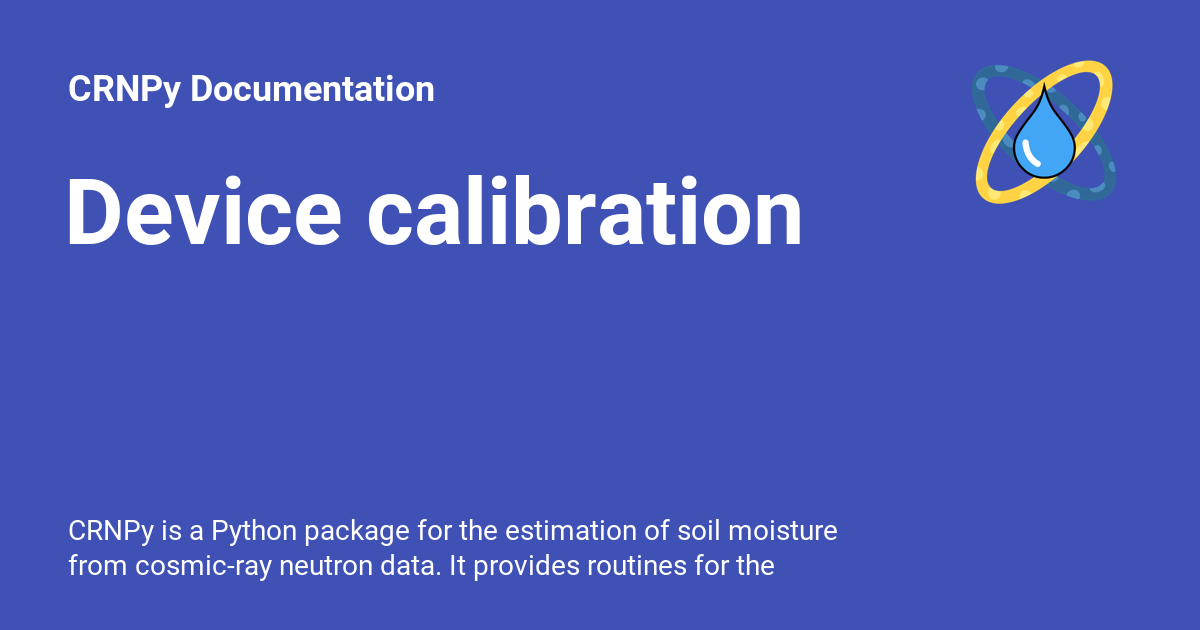 CRNPy Documentation
Device calibration
CRNPy is a Python package for the estimation of soil moisture
from cosmic-ray neutron data. It provides routines for the